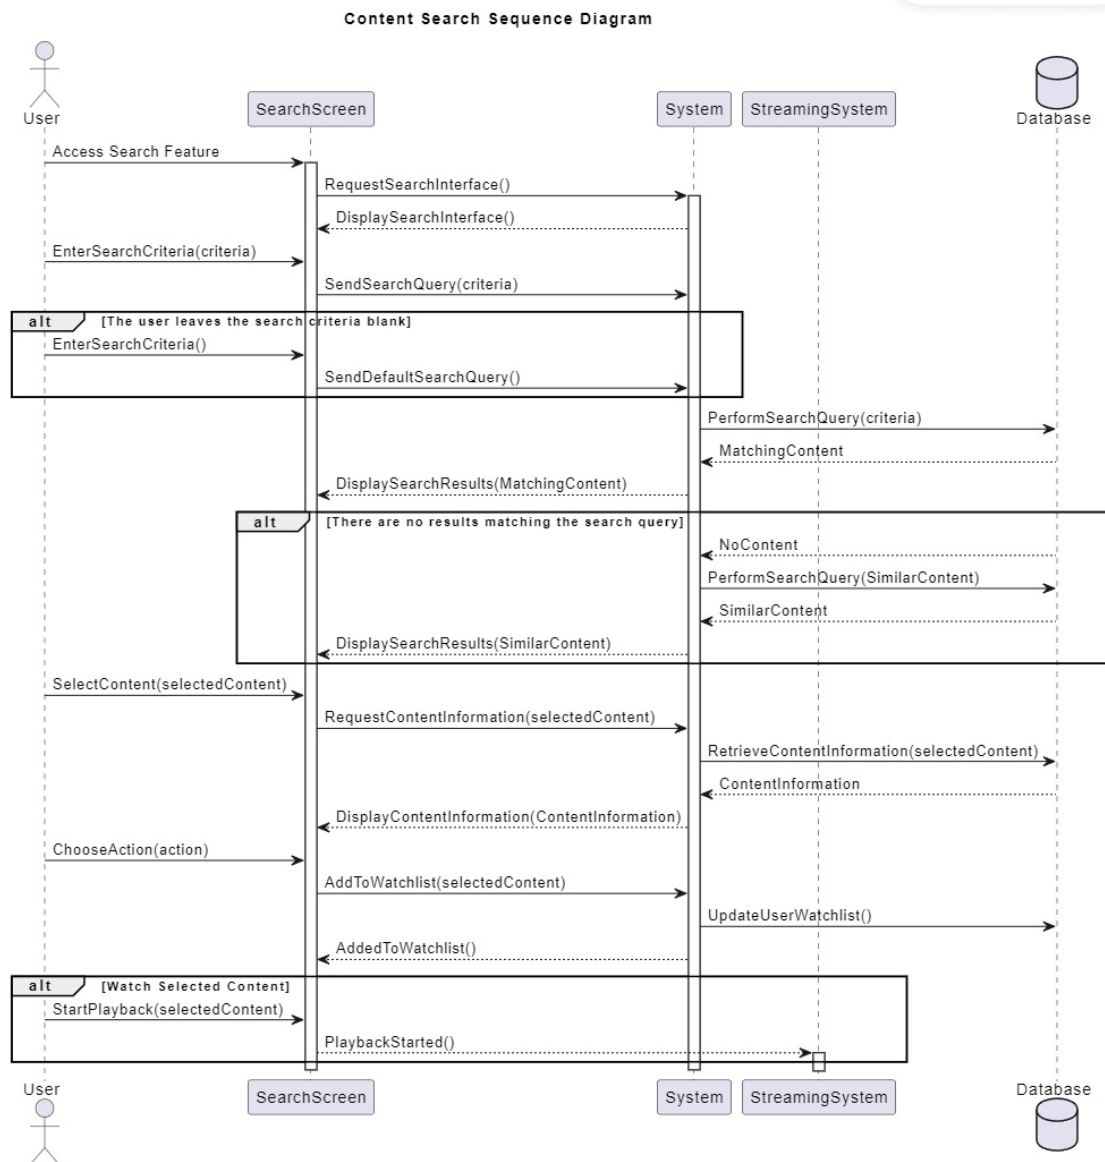 Content Search Sequence Diagram
User
SearchScreen
System
StreamingSystem
Database
Access Search Feature
RequestSearchInterface()
DisplaySearchInterface()
EnterSearchCriteria(criteria)
SendSearchQuery(criteria)
alt [The user leaves the search criteria blank]
EnterSearchCriteria()
SendDefaultSearchQuery()
PerformSearchQuery(criteria)
MatchingContent
DisplaySearchResults(MatchingContent)
alt [There are no results matching the search query]
NoContent
PerformSearchQuery(SimilarContent)
SimilarContent
DisplaySearchResults(SimilarContent)
SelectContent(selectedContent)
RequestContentInformation(selectedContent)
RetrieveContentInformation(selectedContent)
ContentInformation
DisplayContentInformation(ContentInformation)
ChooseAction(action)
AddToWatchlist(selectedContent)
UpdateUserWatchlist()
AddedToWatchlist()
alt [Watch Selected Content]
StartPlayback(selectedContent)
PlaybackStarted()
User
SearchScreen
System
StreamingSystem
Database